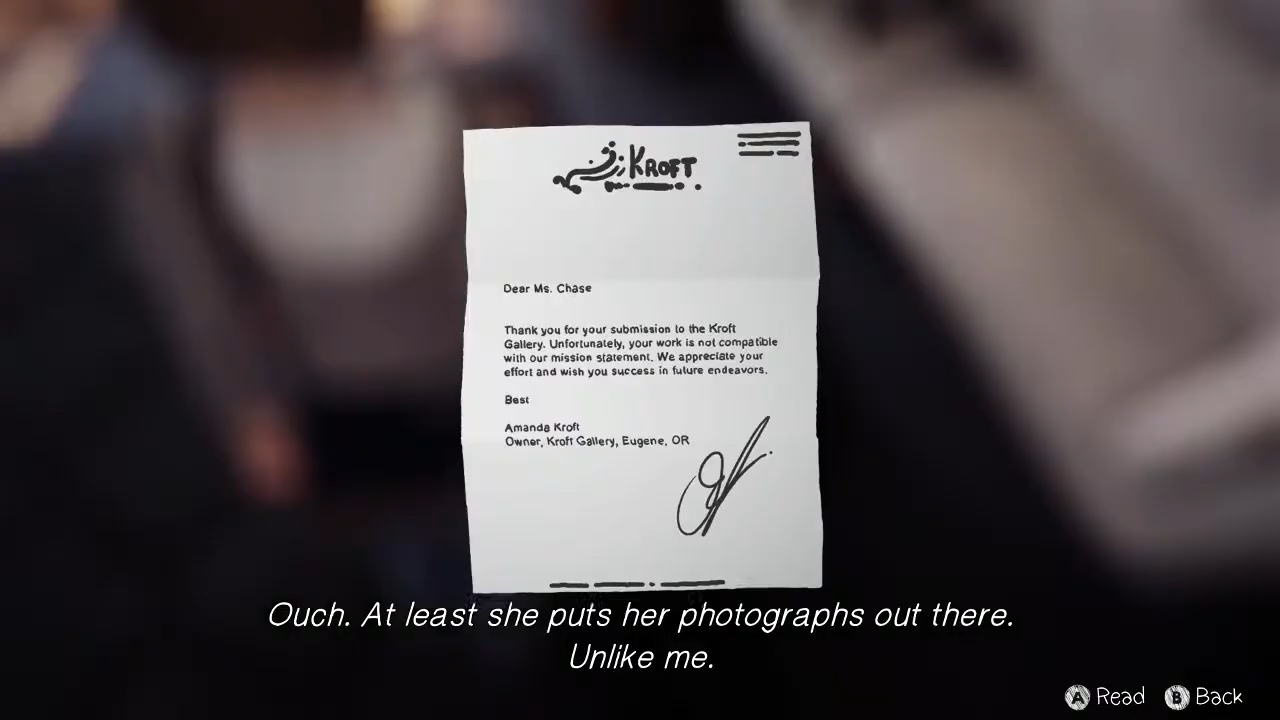 KROFT
Dear Ms. Chase
Thank you for your submission to the Kroft
Gallery. Unfortunately, your work is not compatible
with our mission statement. We appreciate your
effort and wish you success in future endeavors.
Best
Amanda Kroft
Owner, Kroft Gallery, Eugene, OR
Ouch. At least she puts her photographs out there.
Unlike me.
A Read B Back